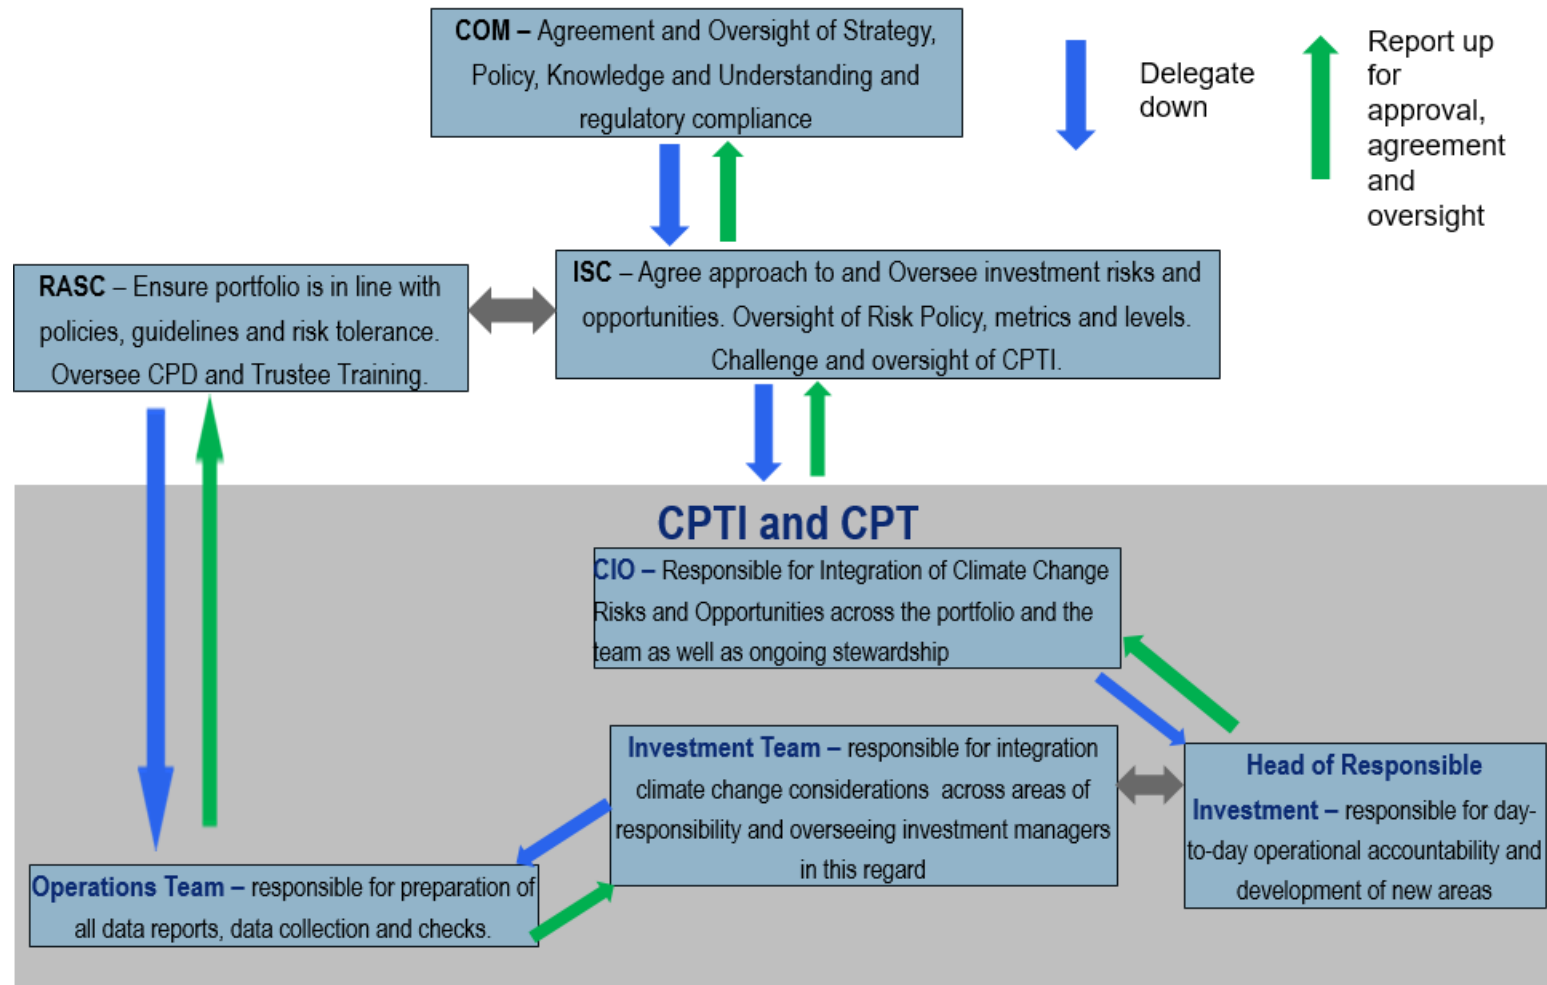 COM – Agreement and Oversight of Strategy,
Policy, Knowledge and Understanding and
regulatory compliance
Delegate
down
Report up
for
approval,
agreement
and
oversight
RASC – Ensure portfolio is in line with
policies, guidelines and risk tolerance.
Oversee CPD and Trustee Training.
ISC – Agree approach to and Oversee investment risks and
opportunities. Oversight of Risk Policy, metrics and levels.
Challenge and oversight of CPTI.
CPTI and CPT
CIO – Responsible for Integration of Climate Change
Risks and Opportunities across the portfolio and the
team as well as ongoing stewardship
Investment Team – responsible for integration
climate change considerations across areas of
responsibility and overseeing investment managers
in this regard
Head of Responsible
Investment – responsible for day-
to-day operational accountability and
development of new areas
Operations Team – responsible for preparation of
all data reports, data collection and checks.